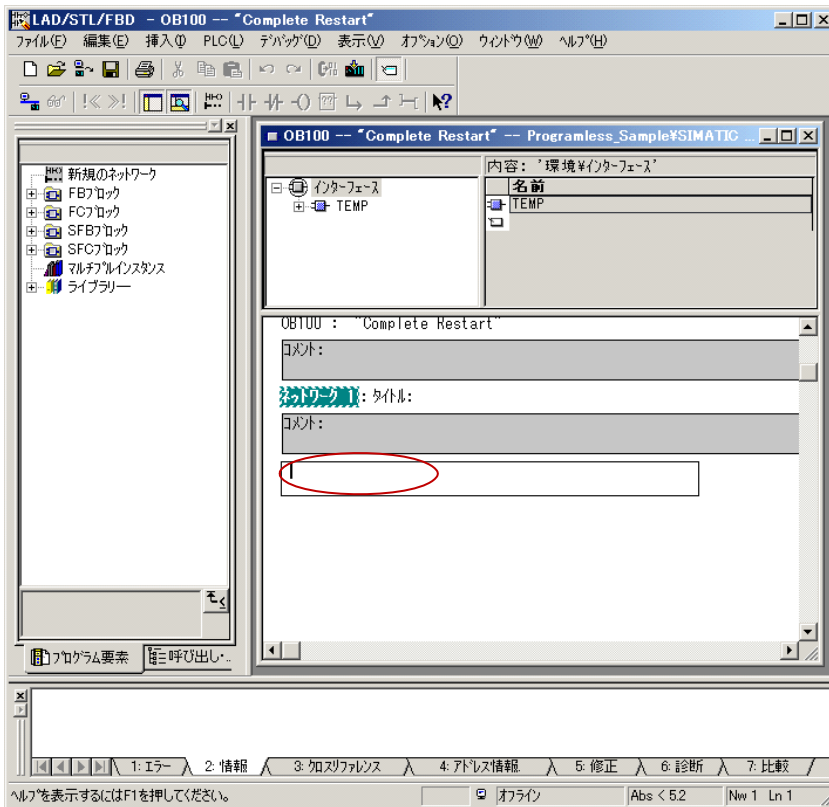 LAD/STL/FBD - OB100 -- "Complete Restart"
ファイル(F) 編集(E) 挿入(I) PLC(L) デバッグ(D) 表示(V) オプション(O) ウィンドウ(W) ヘルプ(H)
OB100 -- "Complete Restart" -- Programless_Sample¥SIMATIC ...
内容: '環境¥インターフェース'
インターフェース
名前
TEMP
TEMP
新規のネットワーク
FBブロック
FCブロック
SFBブロック
SFCブロック
マルチプルインスタンス
ライブラリー
OB100 : "Complete Restart"
コメント:
ネットワーク 1: タイトル:
コメント:
プログラム要素 呼び出し・..
1: エラー 2: 情報 3: クロスリファレンス 4: アドレス情報. 5: 修正 6: 診断 7: 比較
ヘルプを表示するにはF1を押してください。 オフライン Abs < 5.2 Nw 1 Ln 1